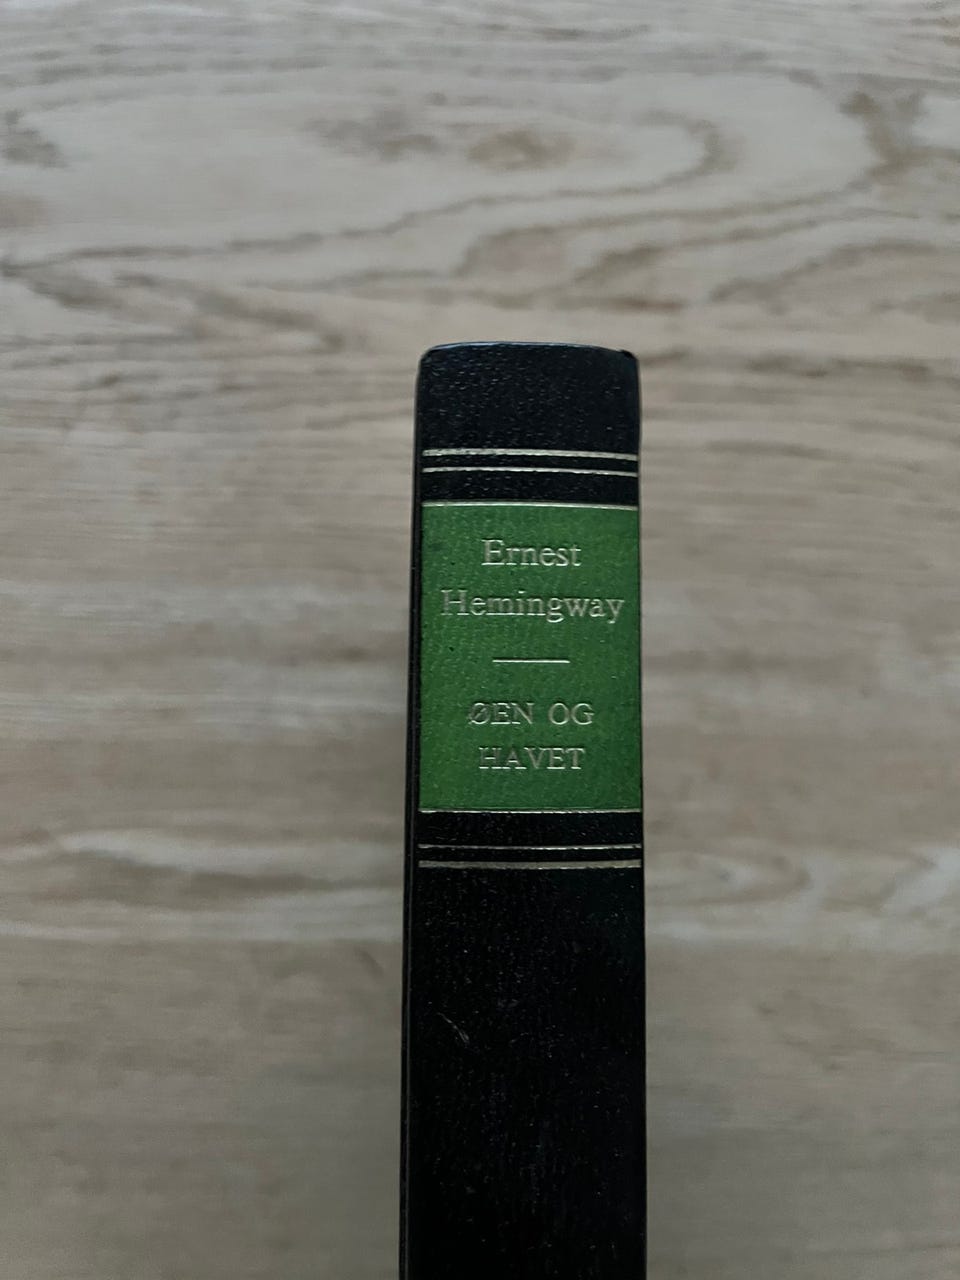 Ernest
Hemingway
ØEN OG
HAVET